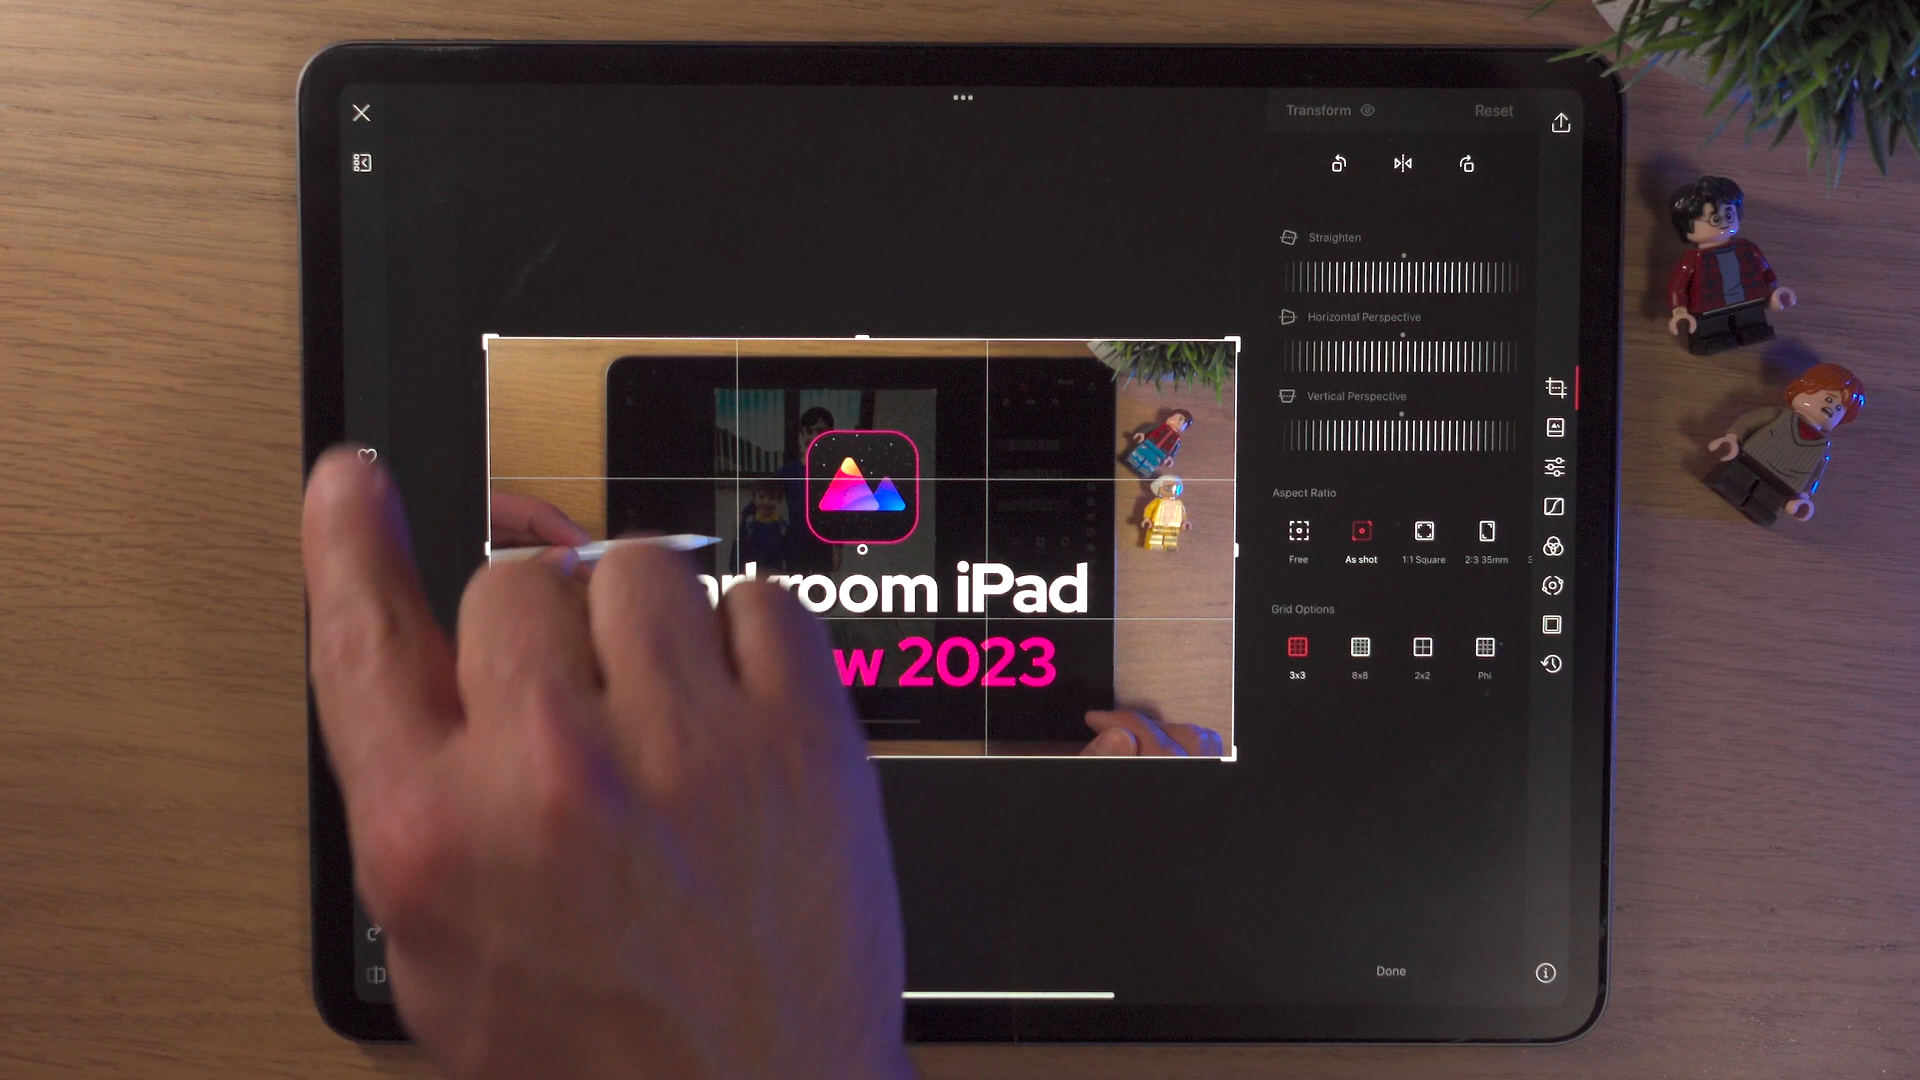 Transform
Reset
Straighten
Horizontal Perspective
Vertical Perspective
Aspect Ratio
Free
As shot
1:1 Square
2:3 35mm
room iPad
Grid Options
2023
3x3
8x8
2x2
Phi
Done